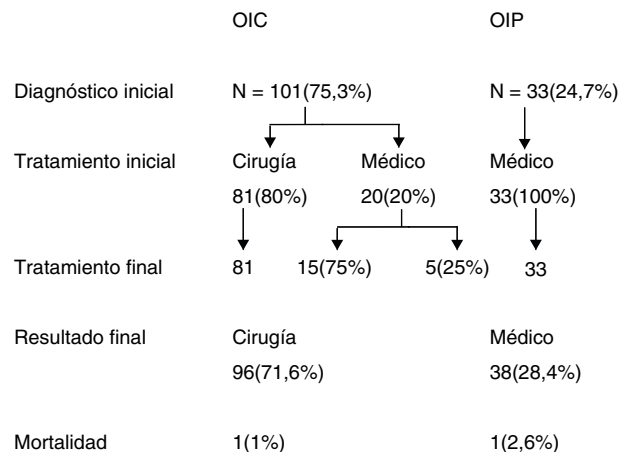 OIC OIP
Diagnóstico inicial N = 101(75,3%) N = 33(24,7%)
Tratamiento inicial Cirugía Médico Médico
81(80%) 20(20%) 33(100%)
Tratamiento final 81 15(75%) 5(25%) 33
Resultado final Cirugía Médico
96(71,6%) 38(28,4%)
Mortalidad 1(1%) 1(2,6%)